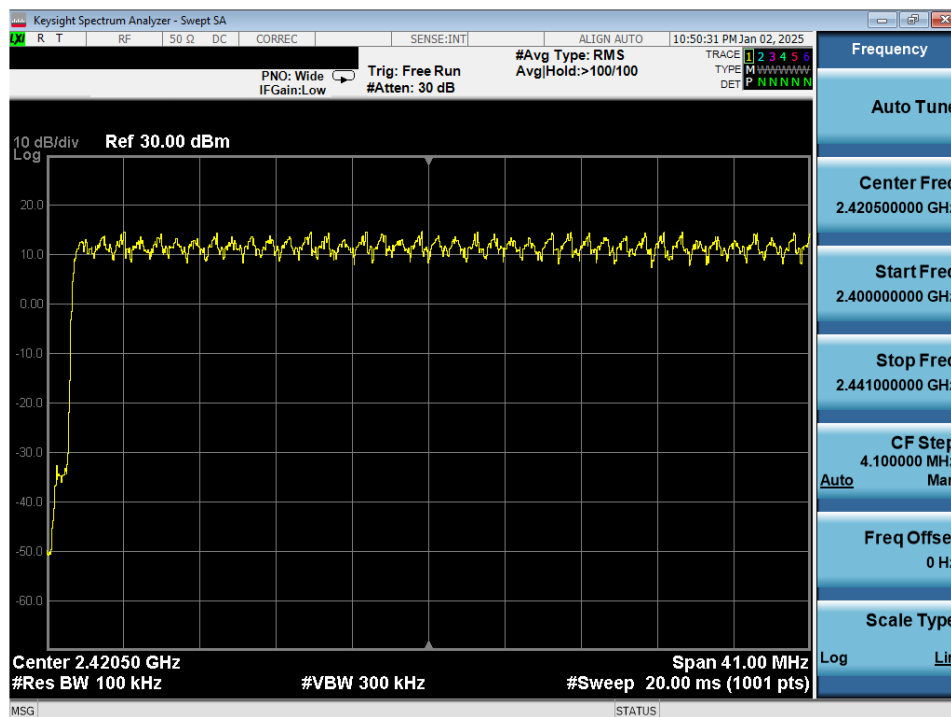 Keysight Spectrum Analyzer - Swept SA
LXI R T RF 50 Ω DC CORREC SENSE:INT ALIGN AUTO 10:50:31 PM Jan 02, 2025
PNO: Wide
IFGain:Low
Trig: Free Run
#Atten: 30 dB
#Avg Type: RMS
Avg|Hold:>100/100
TRACE 1 2 3 4 5 6
TYPE M WWWWW
DET P N N N N N
10 dB/div
Log
Ref 30.00 dBm
20.0
10.0
0.00
-10.0
-20.0
-30.0
-40.0
-50.0
-60.0
Center 2.42050 GHz
Span 41.00 MHz
#Res BW 100 kHz
#VBW 300 kHz
#Sweep 20.00 ms (1001 pts)
MSG
STATUS
Frequency
Auto Tune
Center Freq
2.420500000 GHz
Start Freq
2.400000000 GHz
Stop Freq
2.441000000 GHz
CF Step
4.100000 MHz
Auto Man
Freq Offset
0 Hz
Scale Type
Log Lin